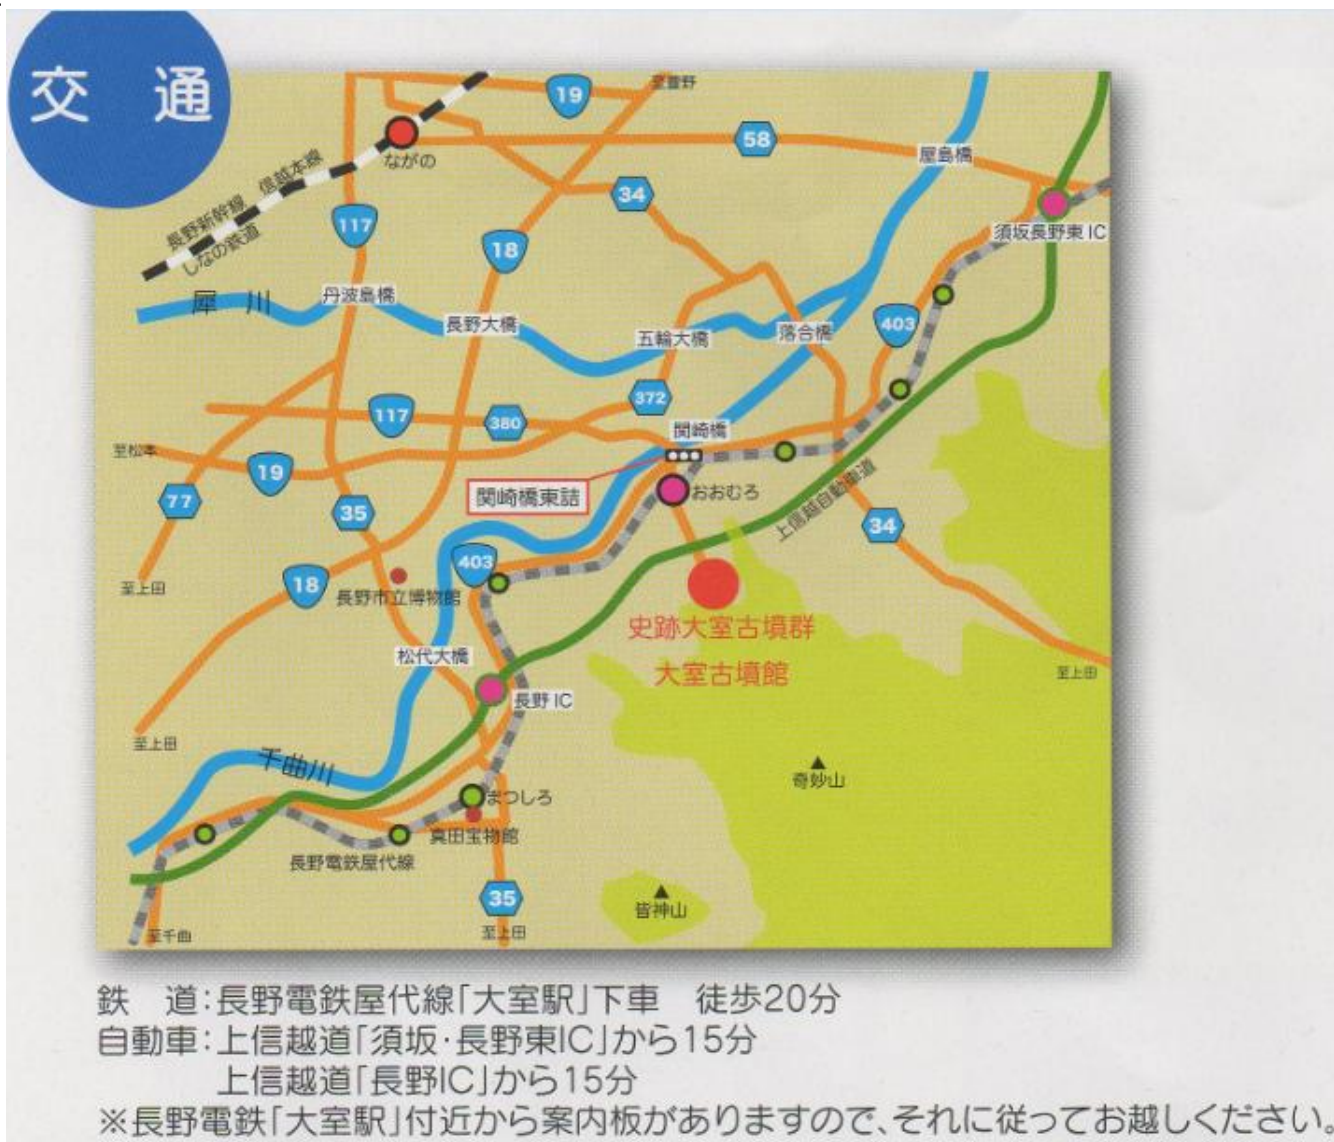 交 通
至豊野
19
58
ながの
屋島橋
信越本線
長野新幹線
しなの鉄道
34
117
18
須坂長野東IC
犀 川
丹波島橋
長野大橋
五輪大橋
落合橋
403
372
117
380
関崎橋
至松本
19
77
関崎橋東詰
おおむろ
上信越自動車道
35
34
403
18
至上田
長野市立博物館
史跡大室古墳群
大室古墳館
松代大橋
至上田
長野IC
至上田
千曲川
奇妙山
まつしろ
真田宝物館
長野電鉄屋代線
35
皆神山
至千曲
至上田
鉄 道:長野電鉄屋代線「大室駅」下車 徒歩20分
自動車:上信越道「須坂・長野東IC」から15分
上信越道「長野IC」から15分
※長野電鉄「大室駅」付近から案内板がありますので、それに従ってお越しください。